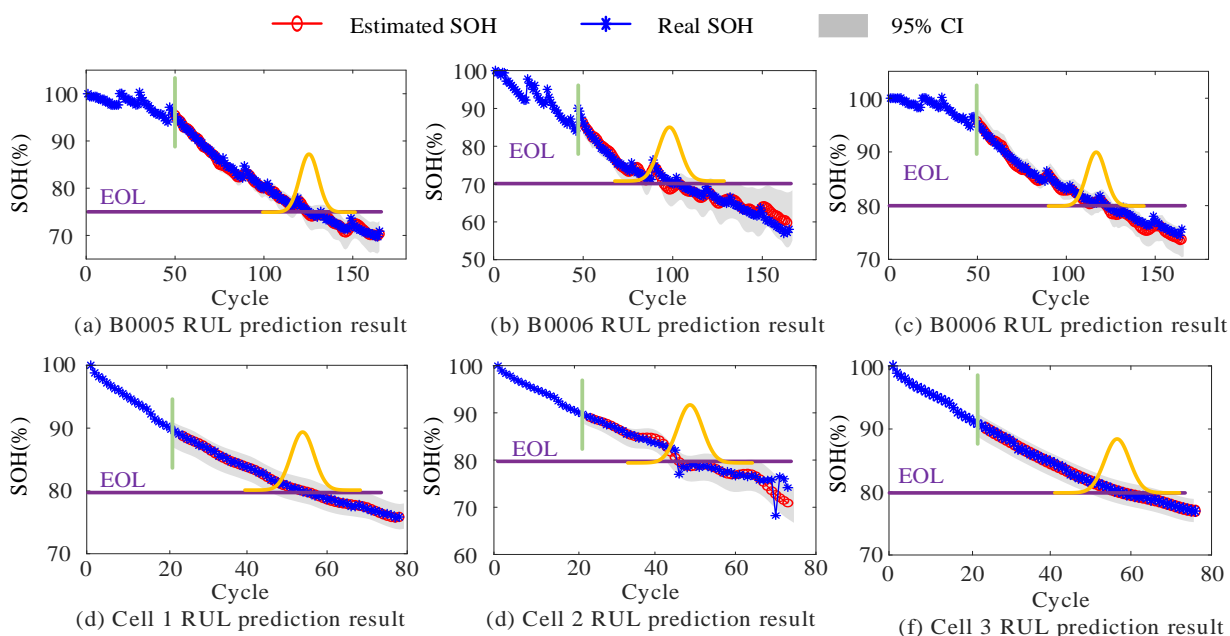 Estimated SOH Real SOH 95% CI
SOH(%)
100
90
80
70
EOL
0 50 100 150
Cycle
(a) B0005 RUL prediction result
SOH(%)
100
90
80
70
60
50
EOL
0 50 100 150
Cycle
(b) B0006 RUL prediction result
SOH(%)
100
90
80
70
EOL
0 50 100 150
Cycle
(c) B0006 RUL prediction result
SOH(%)
100
90
80
70
EOL
0 20 40 60 80
Cycle
(d) Cell 1 RUL prediction result
SOH(%)
100
90
80
70
60
EOL
0 20 40 60 80
Cycle
(d) Cell 2 RUL prediction result
SOH(%)
100
90
80
70
EOL
0 20 40 60 80
Cycle
(f) Cell 3 RUL prediction result